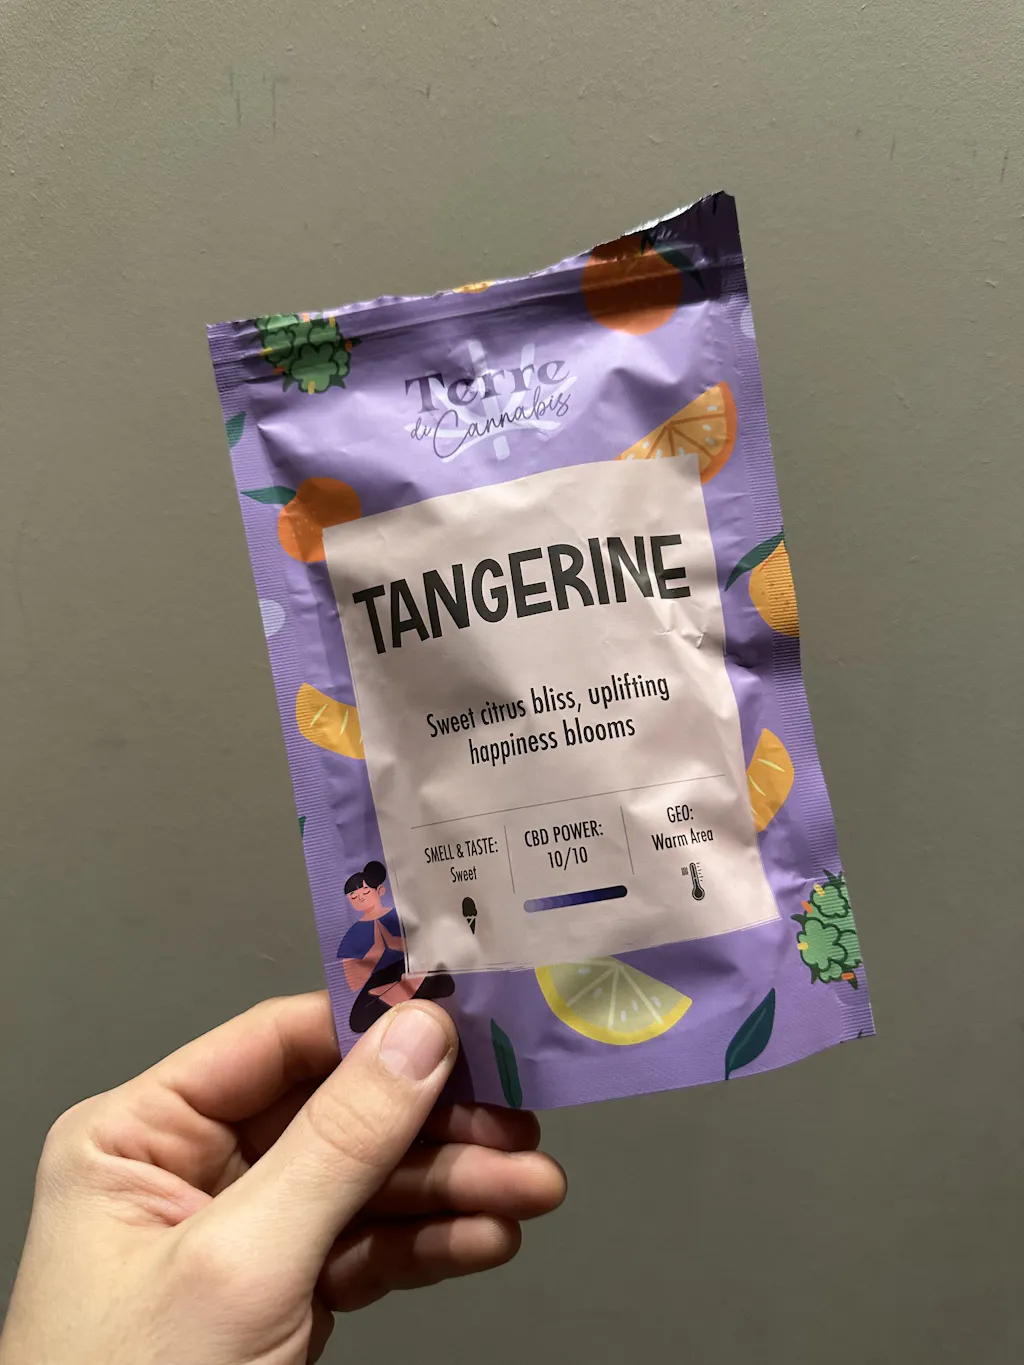 Terre
di Cannabis
TANGERINE
Sweet citrus bliss, uplifting
happiness blooms
SMELL & TASTE:
Sweet
CBD POWER:
10/10
GEO:
Warm Area